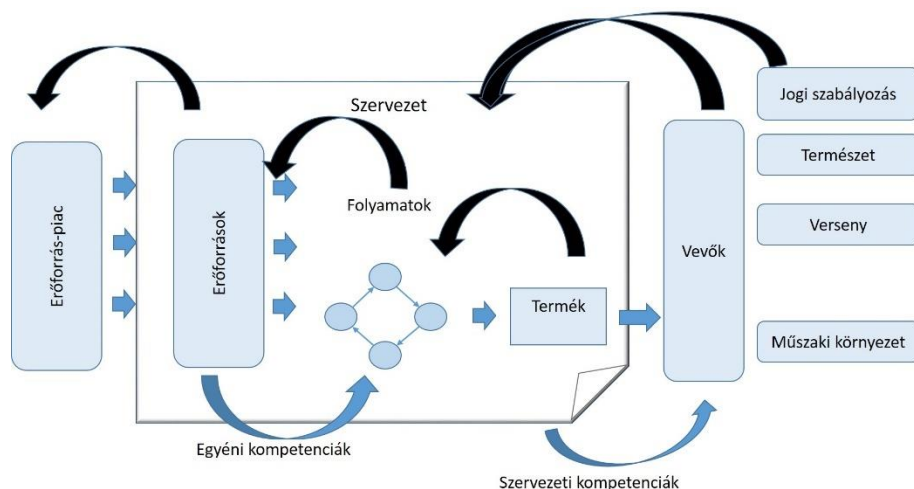 Szervezet
Jogi szabályozás
Természet
Verseny
Műszaki környezet
Erőforrás-piac
Erőforrások
Folyamatok
Termék
Vevők
Egyéni kompetenciák
Szervezeti kompetenciák